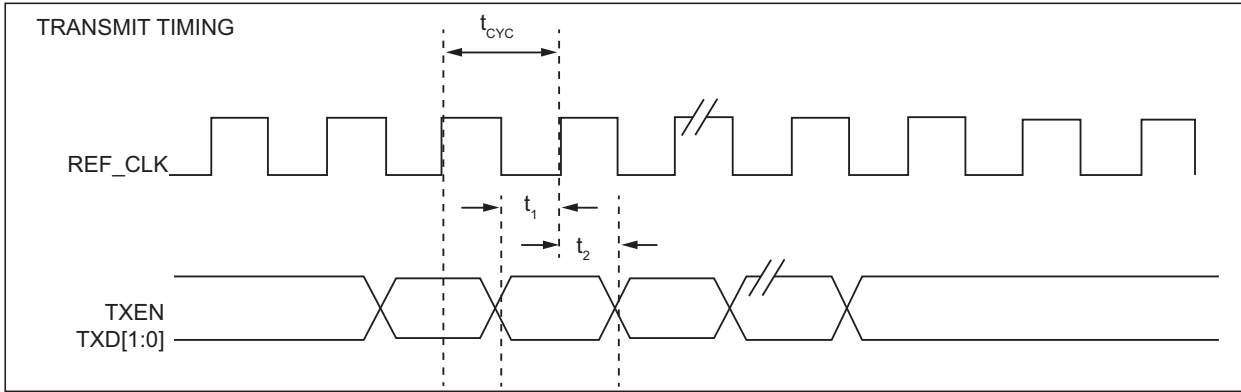 TRANSMIT TIMING
tCYC
REF_CLK
t1
t2
TXEN
TXD[1:0]